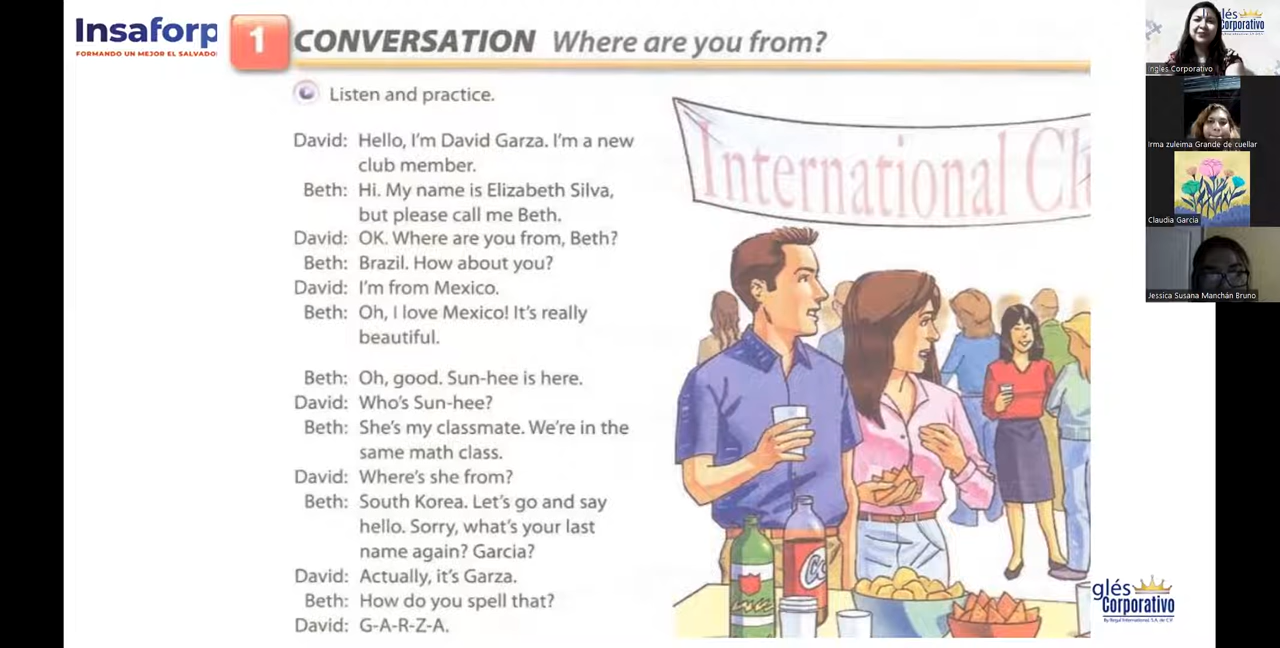 Insaforp
FORMANDO UN MEJOR EL SALVADOR
1 CONVERSATION Where are you from?
Listen and practice.
David: Hello, I'm David Garza. I'm a new
club member.
Beth: Hi. My name is Elizabeth Silva,
but please call me Beth.
David: OK. Where are you from, Beth?
Beth: Brazil. How about you?
David: I'm from Mexico.
Beth: Oh, I love Mexico! It's really
beautiful.
Beth: Oh, good. Sun-hee is here.
David: Who's Sun-hee?
Beth: She's my classmate. We're in the
same math class.
David: Where's she from?
Beth: South Korea. Let's go and say
hello. Sorry, what's your last
name again? Garcia?
David: Actually, it's Garza.
Beth: How do you spell that?
David: G-A-R-Z-A.
International Cl
glés
Corporativo
Inglés Corporativo
Irma zuleima Grande de cuellar
Claudia Garcia
Jessica Susana Manchán Bruno
glés
Corporativo
By Regal International, S.A. de C.V